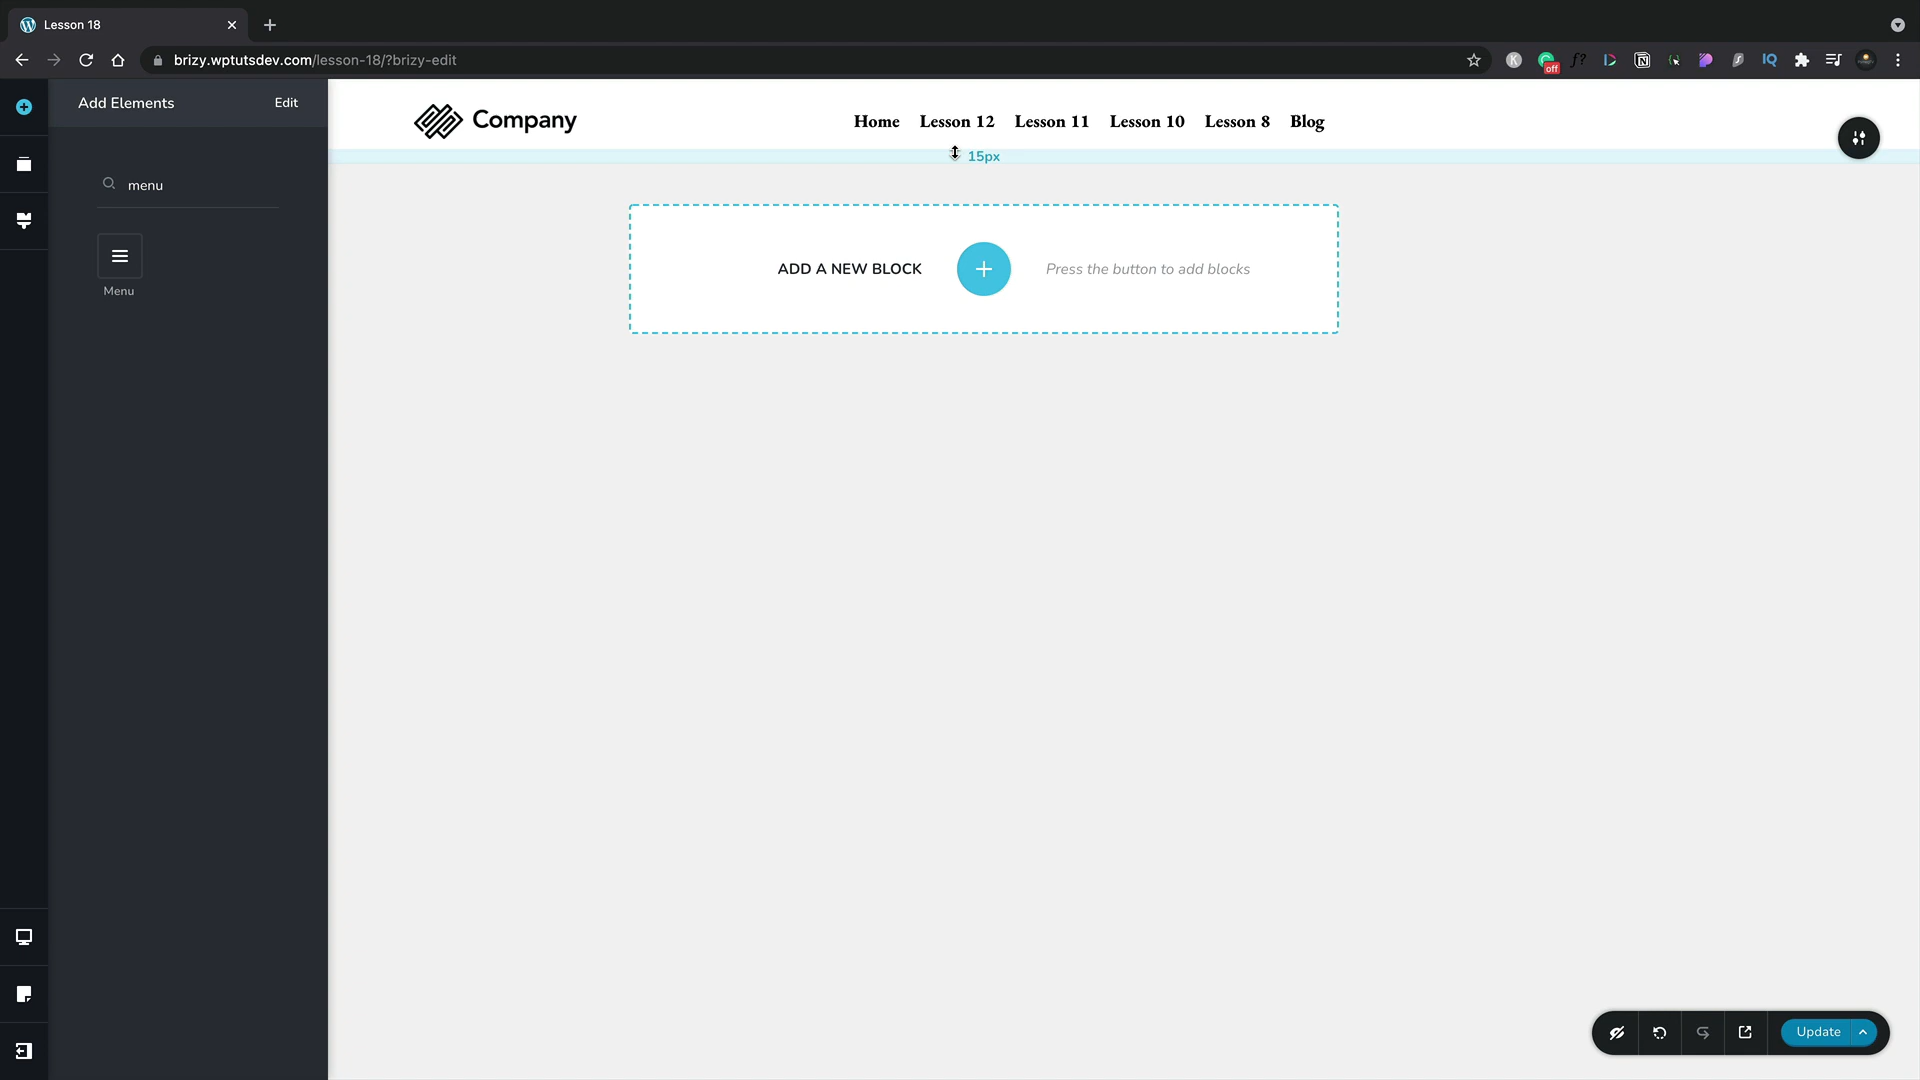 Lesson 18
brizy.wptutsdev.com/lesson-18/?brizy-edit
off
Add Elements
Edit
menu
Menu
Company
Home
Lesson 12
Lesson 11
Lesson 10
Lesson 8
Blog
15px
ADD A NEW BLOCK
Press the button to add blocks
Update